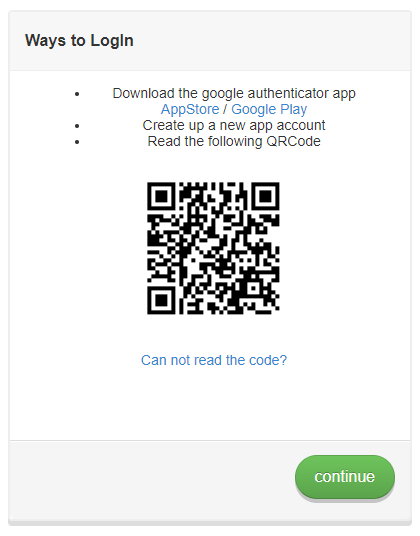 Ways to LogIn
Download the google authenticator app
AppStore / Google Play
Create up a new app account
Read the following QRCode
Can not read the code?
continue